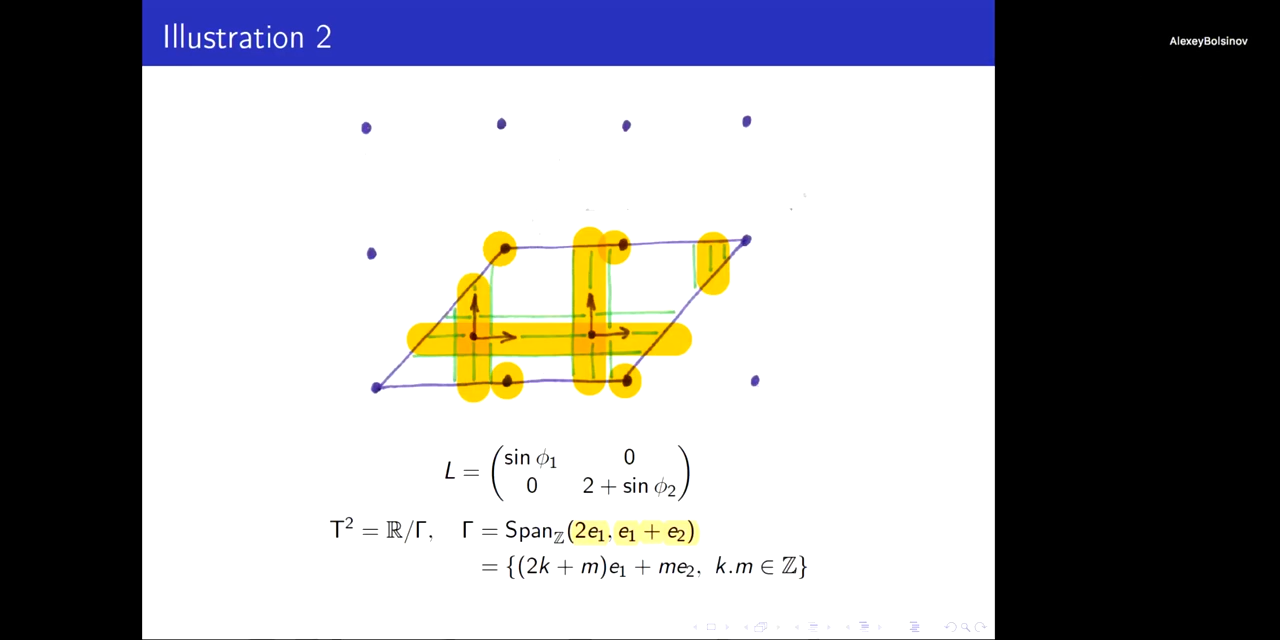 Illustration 2
AlexeyBolsinov
L = ( sin ϕ₁ 0
0 2 + sin ϕ₂ )
T² = ℝ/Γ, Γ = Span_ℤ(2e₁, e₁ + e₂)
= {(2k + m)e₁ + me₂, k.m ∈ ℤ}